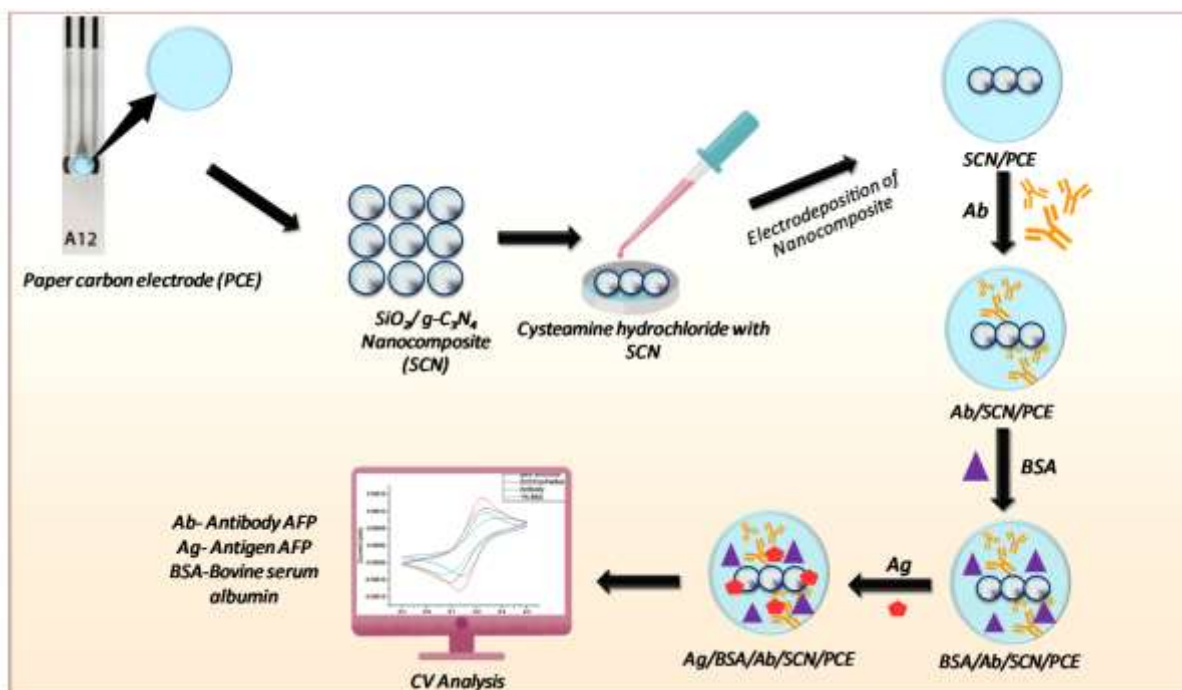 A12
Paper carbon electrode (PCE)
SiO₂/ g-C₃N₄
Nanocomposite
(SCN)
Cysteamine hydrochloride with
SCN
Electrodeposition of
Nanocomposite
SCN/PCE
Ab
Ab/SCN/PCE
BSA
BSA/Ab/SCN/PCE
Ag
Ag/BSA/Ab/SCN/PCE
CV Analysis
Ab- Antibody AFP
Ag- Antigen AFP
BSA-Bovine serum
albumin